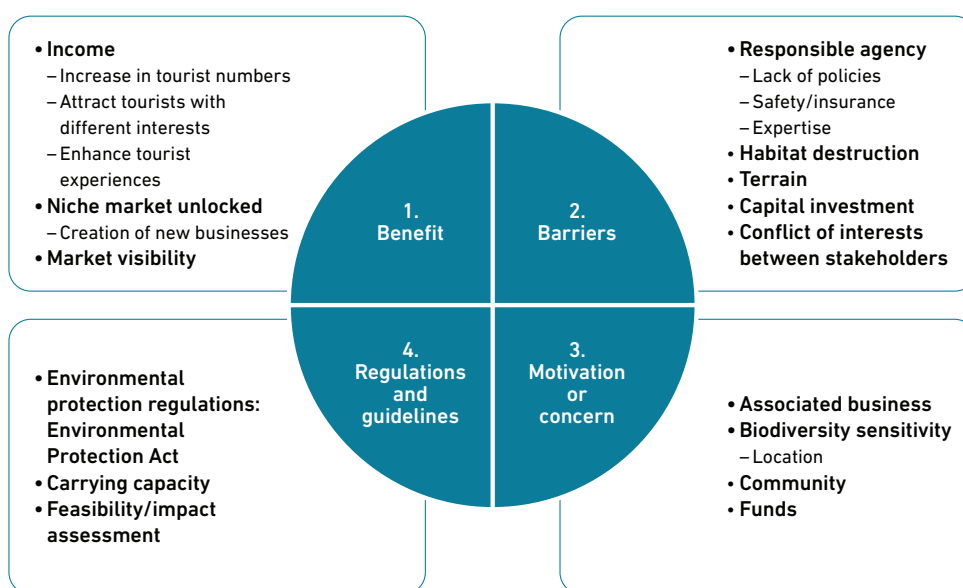 • Income
– Increase in tourist numbers
– Attract tourists with
different interests
– Enhance tourist
experiences
• Niche market unlocked
– Creation of new businesses
• Market visibility
1.
Benefit
2.
Barriers
• Responsible agency
– Lack of policies
– Safety/insurance
– Expertise
• Habitat destruction
• Terrain
• Capital investment
• Conflict of interests
between stakeholders
• Environmental
protection regulations:
Environmental
Protection Act
• Carrying capacity
• Feasibility/impact
assessment
4.
Regulations
and
guidelines
3.
Motivation
or
concern
• Associated business
• Biodiversity sensitivity
– Location
• Community
• Funds